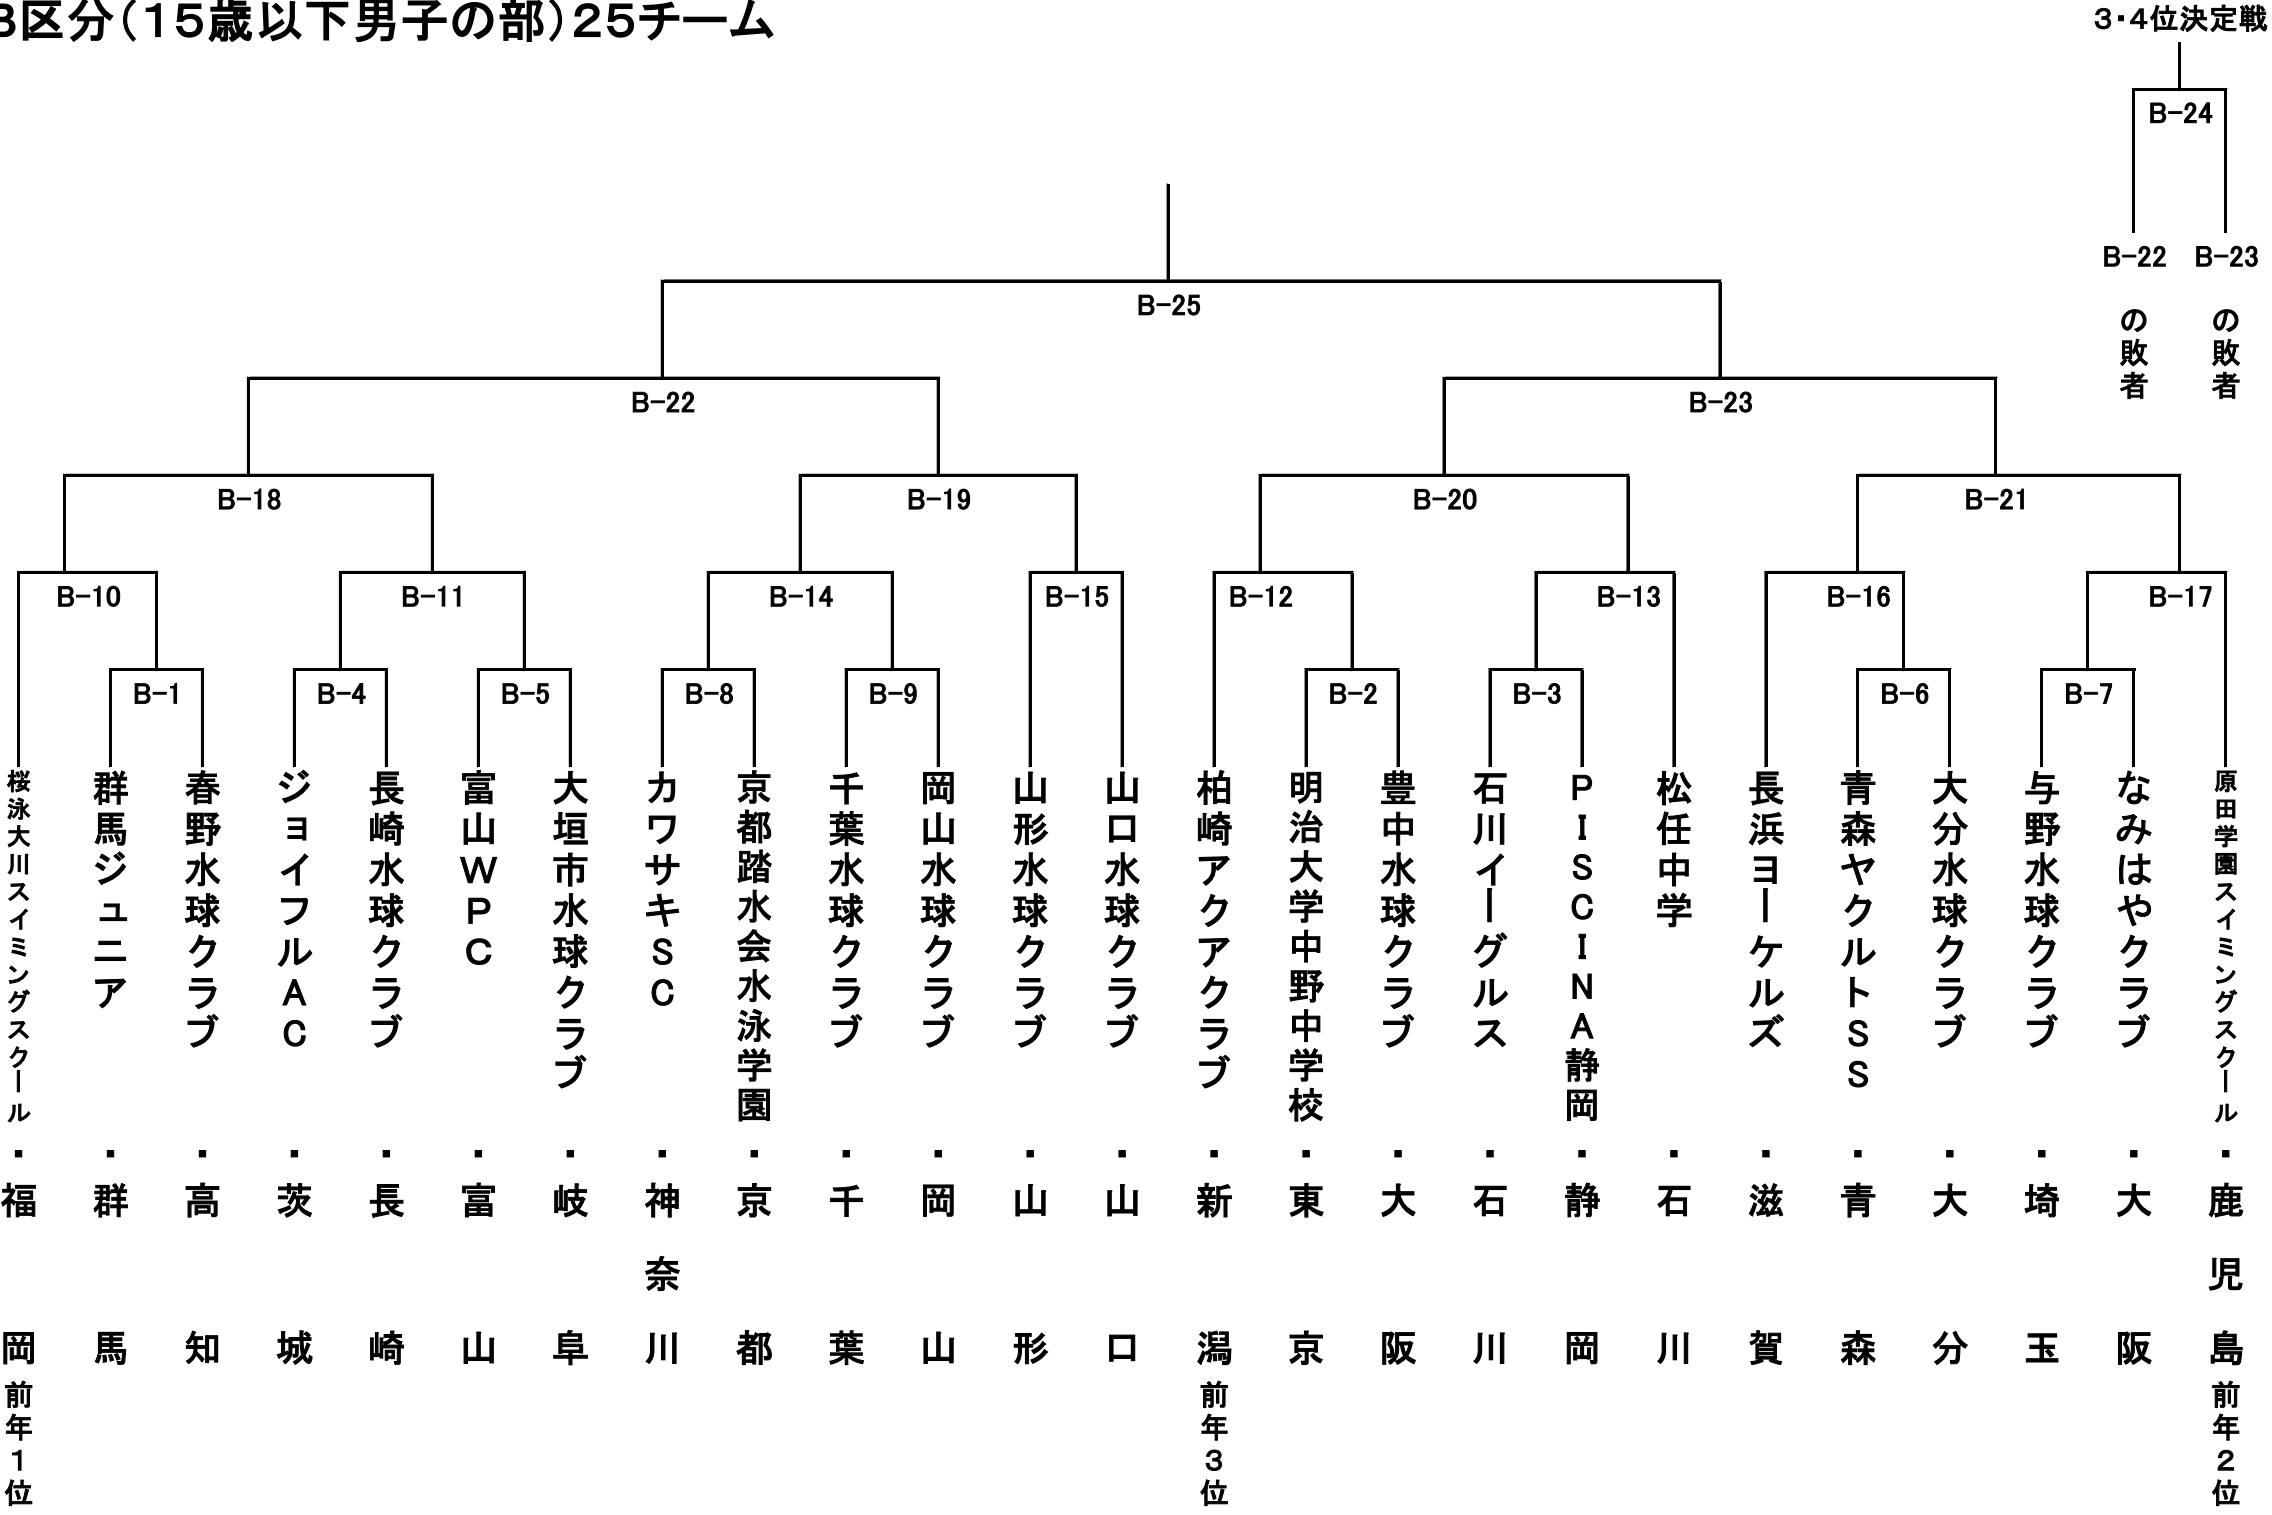 B区分（１５歳以下男子の部）２５チーム
３・４位決定戦
B-24
B-22
B-23
の敗者
の敗者
B-25
B-22
B-23
B-18
B-19
B-20
B-21
B-10
B-11
B-14
B-15
B-12
B-13
B-16
B-17
B-1
B-4
B-5
B-8
B-9
B-2
B-3
B-6
B-7
桜泳大川スイミングスクール・福岡
前年１位
群馬ジュニア・群馬
春野水球クラブ・高知
ジョイフルＡＣ・茨城
長崎水球クラブ・長崎
富山ＷＰＣ・富山
大垣市水球クラブ・岐阜
カワサキＳＣ・神奈川
京都踏水会水泳学園・京都
千葉水球クラブ・千葉
岡山水球クラブ・岡山
山形水球クラブ・山形
山口水球クラブ・山口
柏崎アクアクラブ・新潟
前年３位
明治大学中野中学校・東京
豊中水球クラブ・大阪
石川イーグルス・石川
ＰＩＳＣＩＮＡ静岡・静岡
松任中学・石川
長浜ヨーケルズ・滋賀
青森ヤクルトＳＳ・青森
大分水球クラブ・大分
与野水球クラブ・埼玉
なみはやクラブ・大阪
原田学園スイミングスクール・鹿児島
前年２位